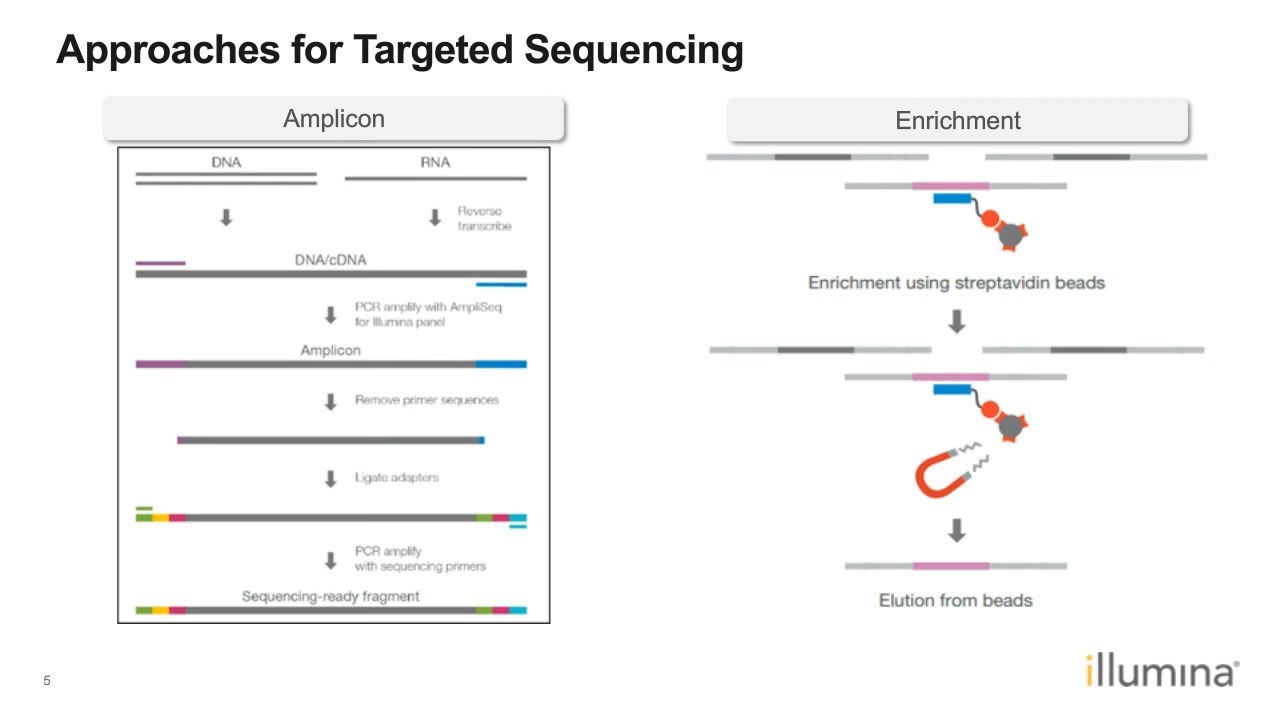 Approaches for Targeted Sequencing
Amplicon
DNA
RNA
Reverse
transcribe
DNA/cDNA
PCR amplify with AmpliSeq
for Illumina panel
Amplicon
Remove primer sequences
Ligate adapters
PCR amplify
with sequencing primers
Sequencing-ready fragment
Enrichment
Enrichment using streptavidin beads
Elution from beads
5
illumina®